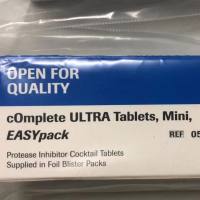 OPEN FOR
QUALITY
cOmplete ULTRA Tablets, Mini,
EASYpack
REF 05
Protease Inhibitor Cocktail Tablets
Supplied in Foil Blister Packs